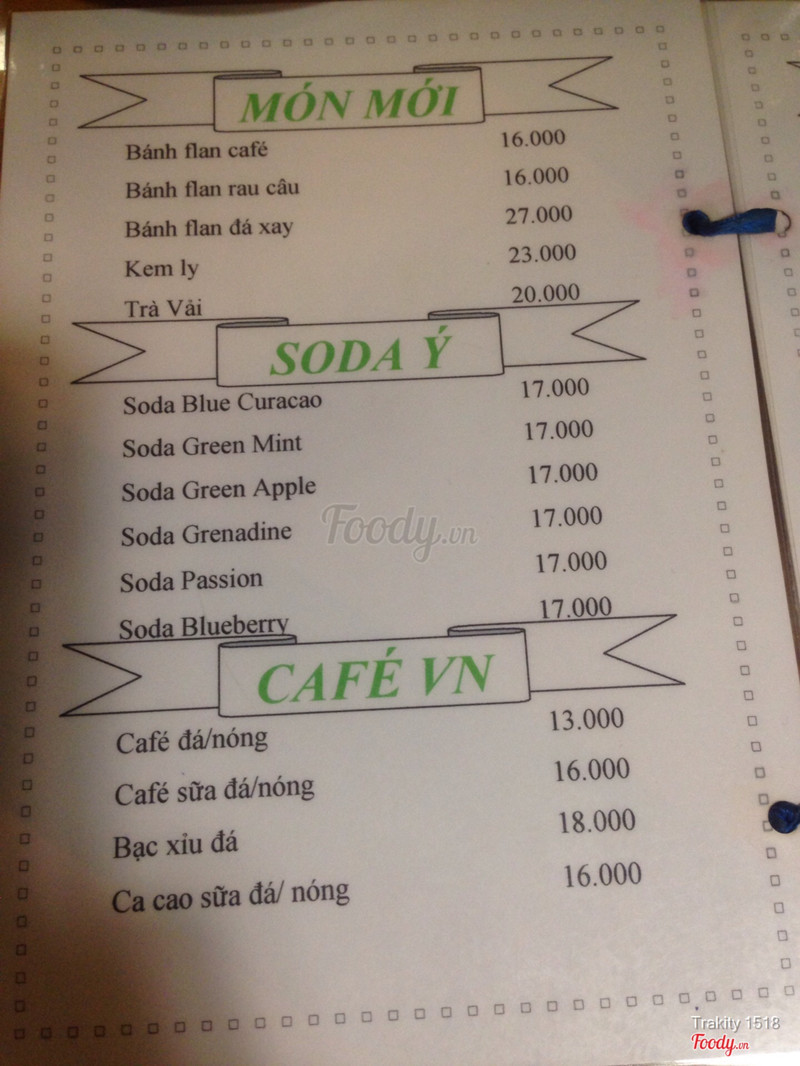 MÓN MỚI
Bánh flan café 16.000
Bánh flan rau câu 16.000
Bánh flan đá xay 27.000
Kem ly 23.000
Trà Vải 20.000
SODA Ý
Soda Blue Curacao 17.000
Soda Green Mint 17.000
Soda Green Apple 17.000
Soda Grenadine 17.000
Soda Passion 17.000
Soda Blueberry 17.000
CAFÉ VN
Café đá/nóng 13.000
Café sữa đá/nóng 16.000
Bạc xỉu đá 18.000
Ca cao sữa đá/ nóng 16.000
Foody.vn
Trakity 1518
Foody.vn